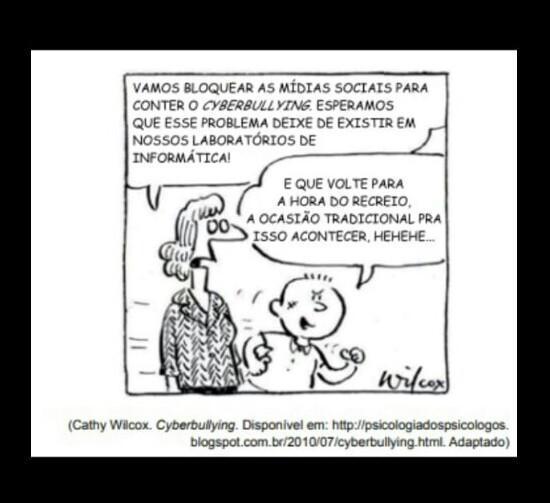 VAMOS BLOQUEAR AS MÍDIAS SOCIAIS PARA
CONTER O CYBERBULLYING. ESPERAMOS
QUE ESSE PROBLEMA DEIXE DE EXISTIR EM
NOSSOS LABORATÓRIOS DE
INFORMÁTICA!
E QUE VOLTE PARA
A HORA DO RECREIO,
A OCASIÃO TRADICIONAL PRA
ISSO ACONTECER, HEHEHE...
Wilcox
(Cathy Wilcox. Cyberbullying. Disponível em: http://psicologiadospsicologos.
blogspot.com.br/2010/07/cyberbullying.html. Adaptado)